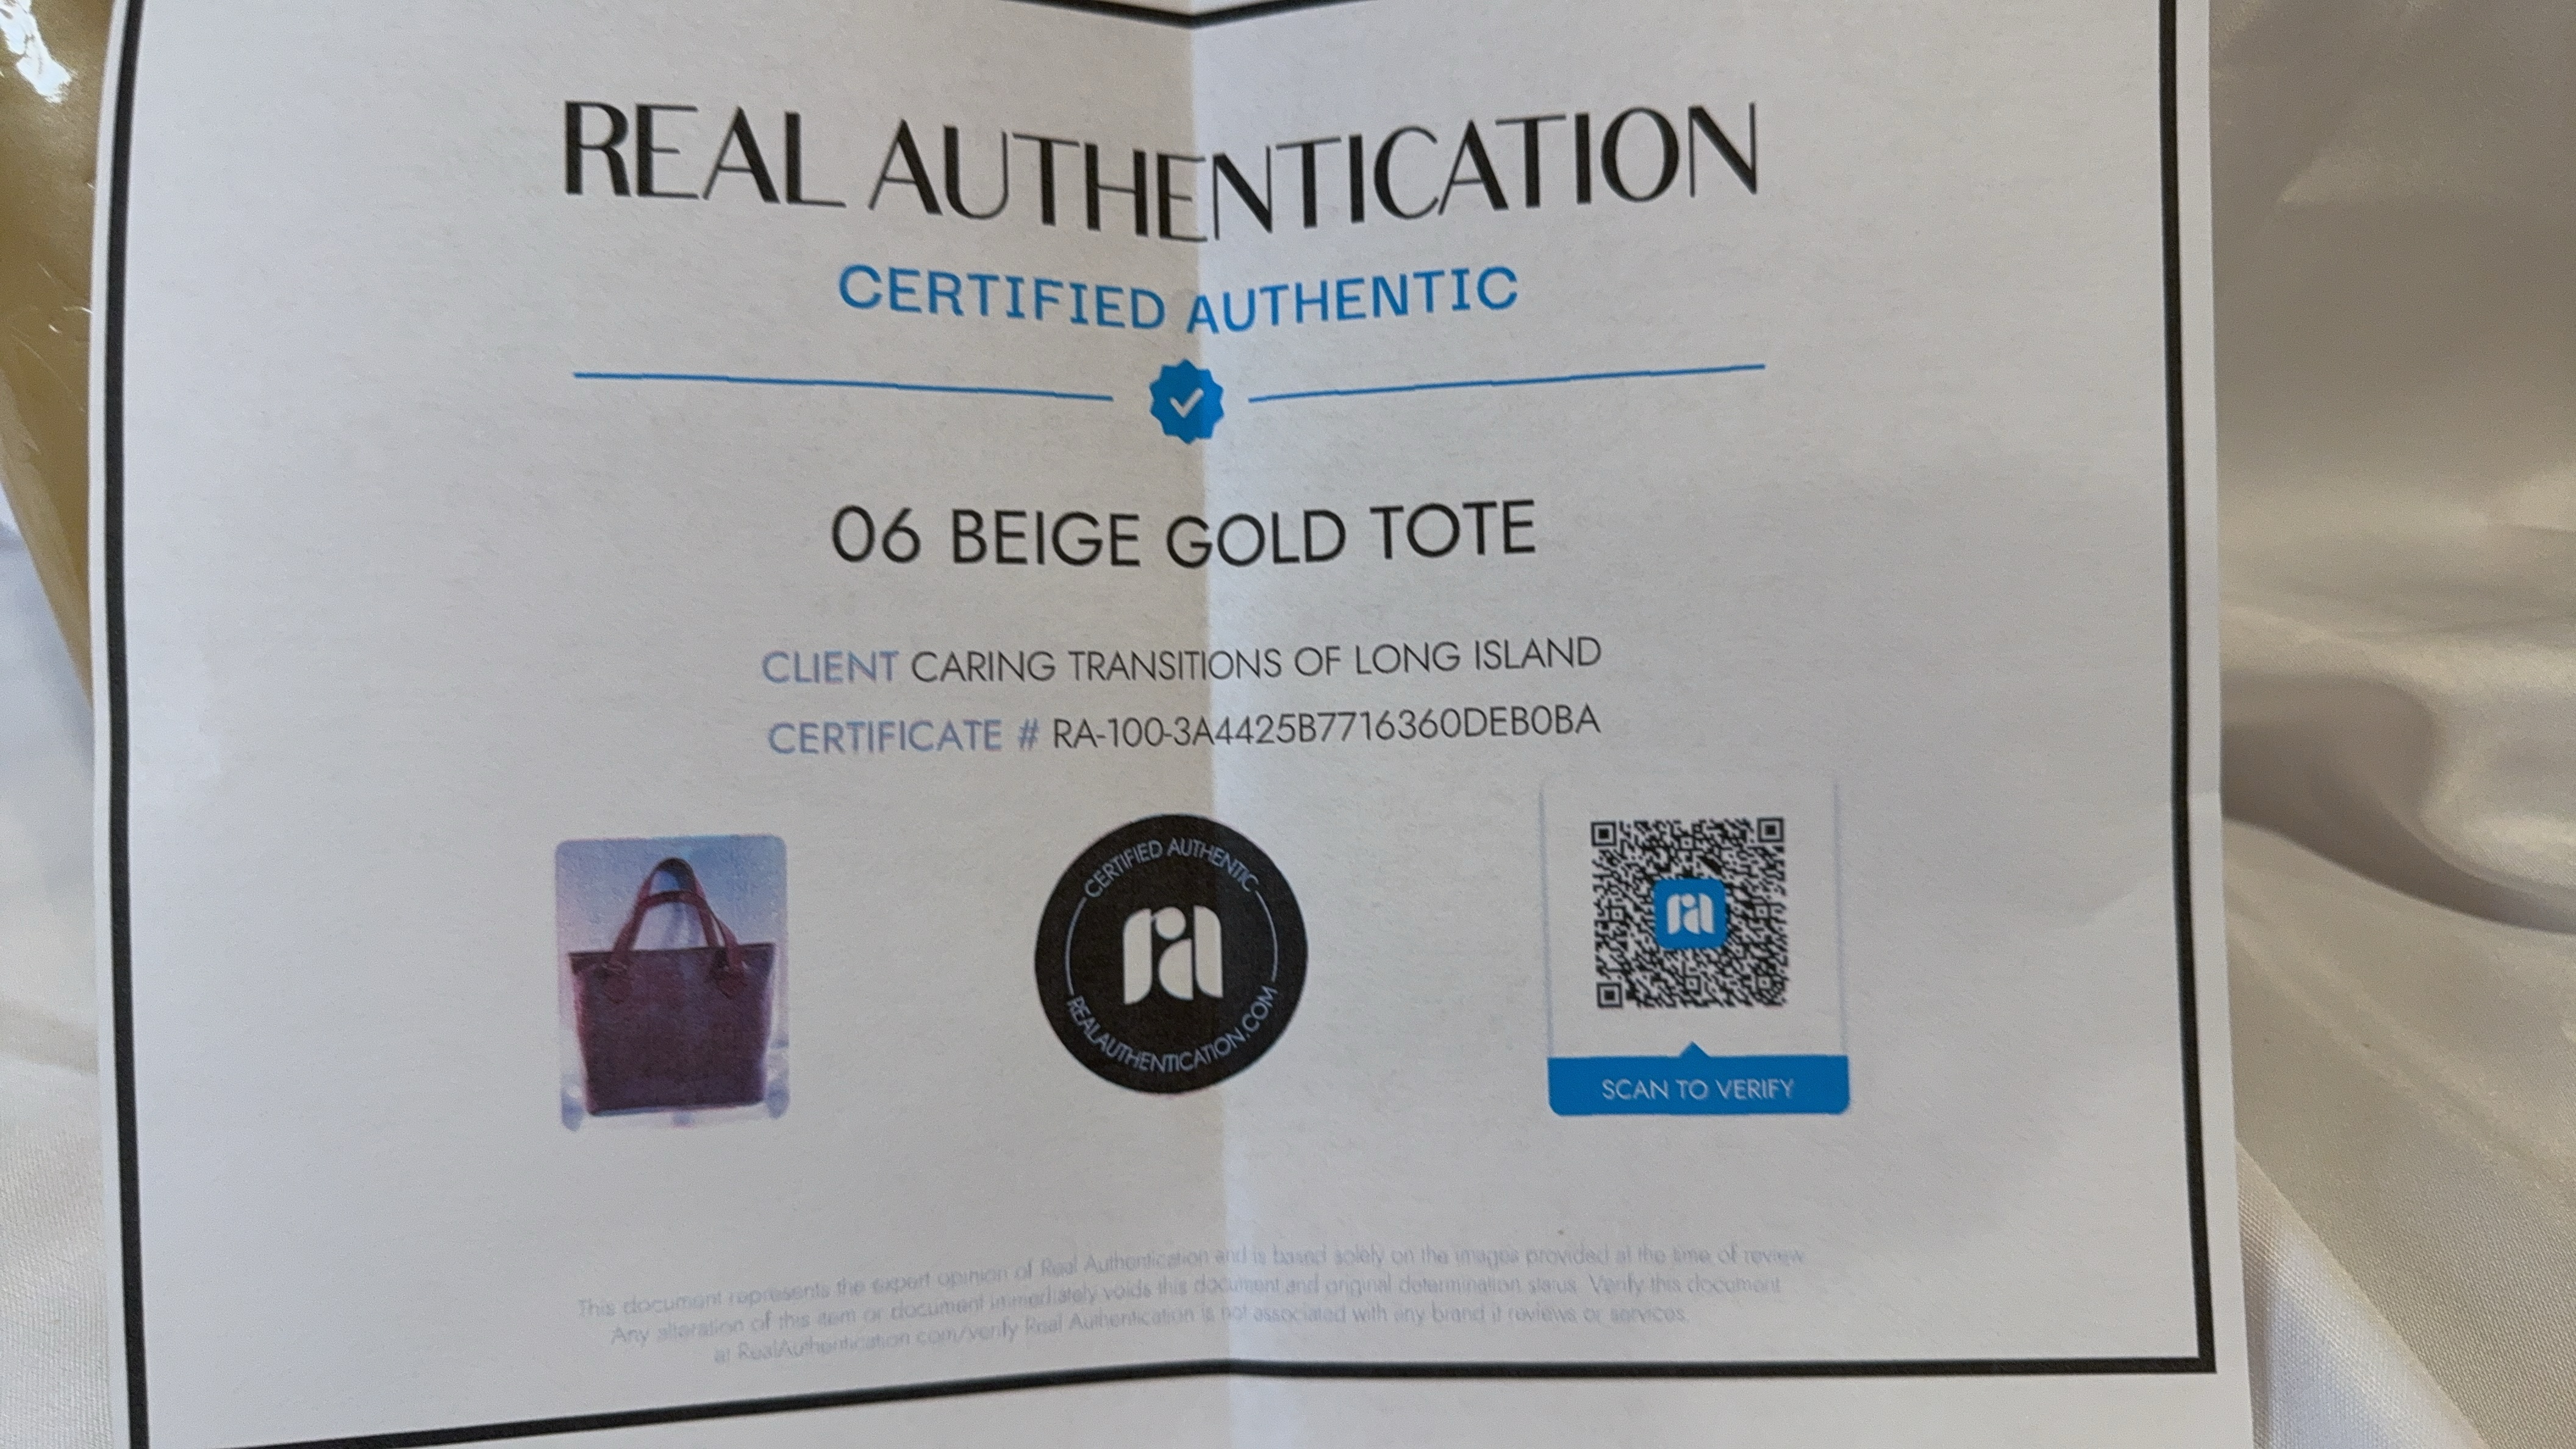 REAL AUTHENTICATION
CERTIFIED AUTHENTIC
06 BEIGE GOLD TOTE
CLIENT CARING TRANSITIONS OF LONG ISLAND
CERTIFICATE # RA-100-3A4425B7716360DEB0BA
CERTIFIED AUTHENTIC
ra
REALAUTHENTICATION.COM
ra
SCAN TO VERIFY
This document represents the expert opinion of Real Authentication and is based solely on the images provided at the time of review
Any alteration of this item or document immediately voids this document and original determination status. Verify this document
at RealAuthentication.com/verify Real Authentication is not associated with any brand it reviews or services.